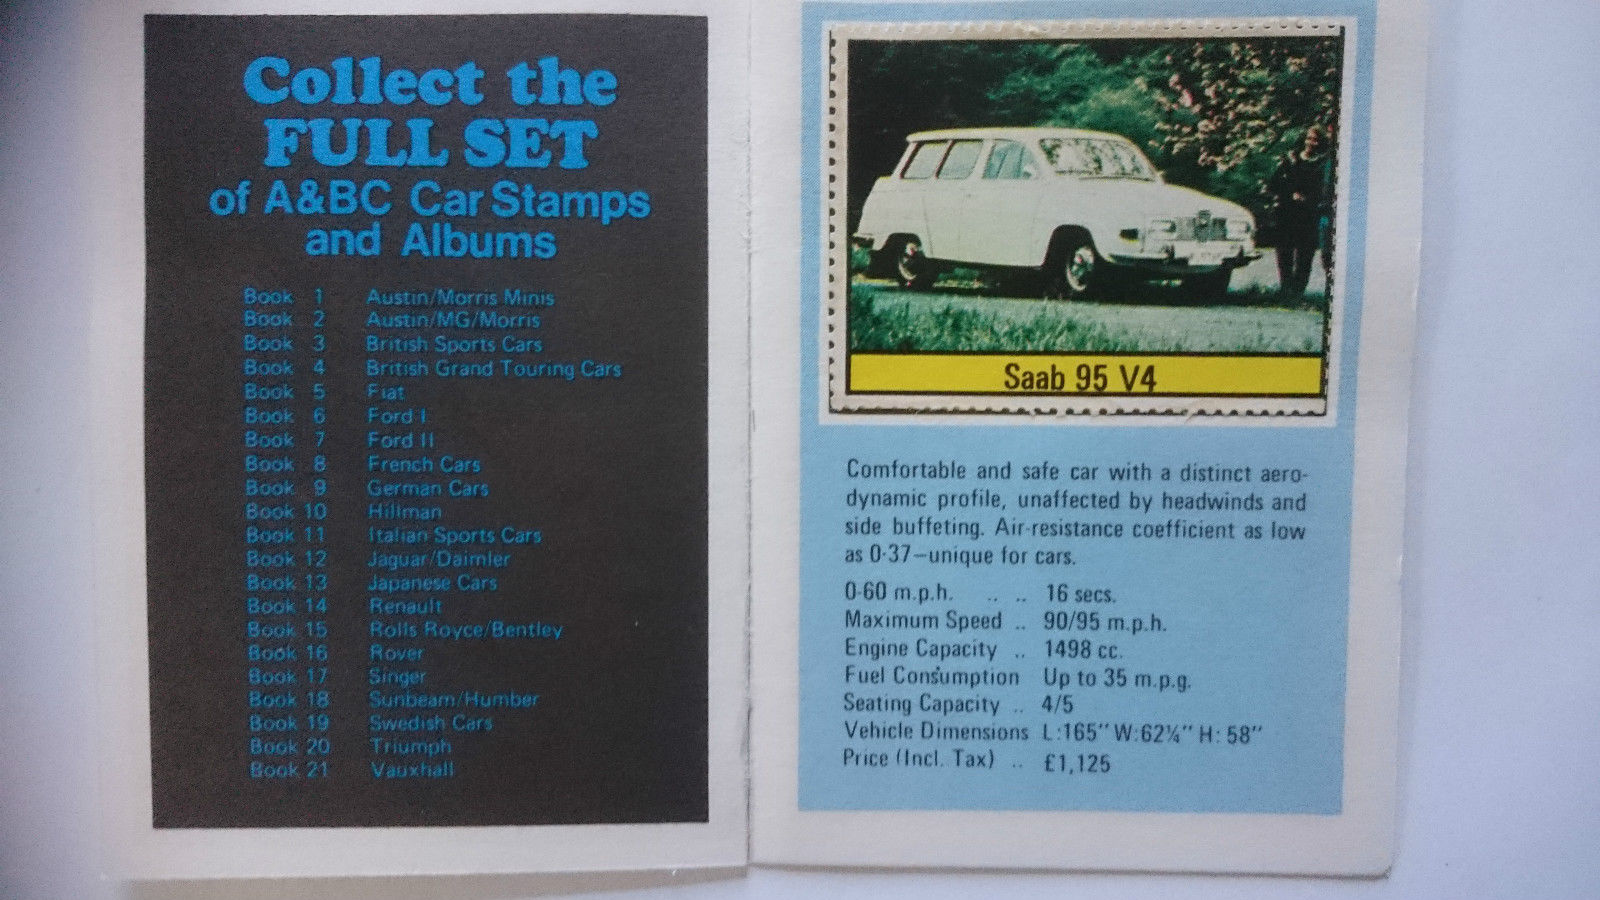 Collect the
FULL SET
of A&BC Car Stamps
and Albums
Book 1 Austin/Morris Minis
Book 2 Austin/MG/Morris
Book 3 British Sports Cars
Book 4 British Grand Touring Cars
Book 5 Fiat
Book 6 Ford I
Book 7 Ford II
Book 8 French Cars
Book 9 German Cars
Book 10 Hillman
Book 11 Italian Sports Cars
Book 12 Jaguar/Daimler
Book 13 Japanese Cars
Book 14 Renault
Book 15 Rolls Royce/Bentley
Book 16 Rover
Book 17 Singer
Book 18 Sunbeam/Humber
Book 19 Swedish Cars
Book 20 Triumph
Book 21 Vauxhall
Saab 95 V4
Comfortable and safe car with a distinct aero-
dynamic profile, unaffected by headwinds and
side buffeting. Air-resistance coefficient as low
as 0·37—unique for cars.
0-60 m.p.h. .. .. 16 secs.
Maximum Speed .. 90/95 m.p.h.
Engine Capacity .. 1498 cc.
Fuel Consumption Up to 35 m.p.g.
Seating Capacity .. 4/5
Vehicle Dimensions L:165" W:62¼" H: 58"
Price (Incl. Tax) .. £1,125